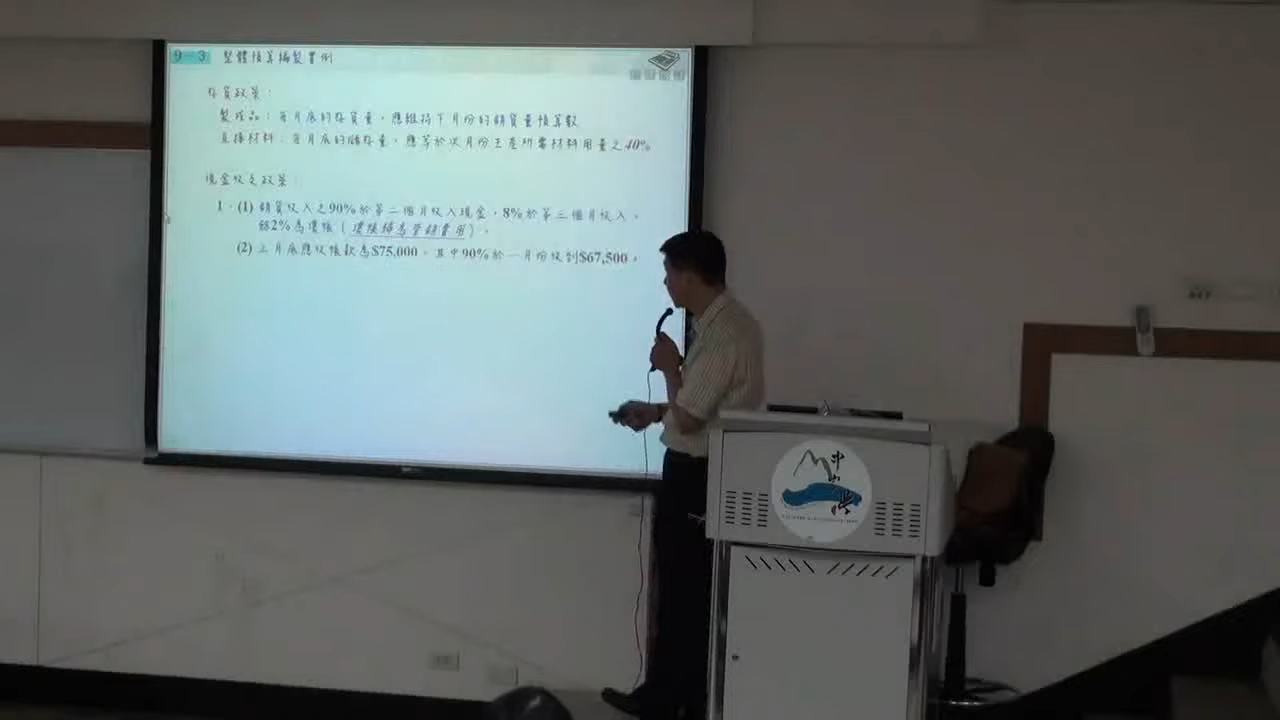 9-3 整體預算編製實例
存貨政策：
製成品：每月底的存貨量，應維持下月份的銷貨量預算數
直接材料：每月底的儲存量，應等於次月份生產所需材料用量之40%
現金收支政策：
1．(1) 銷貨收入之90%於第二個月收入現金，8%於第三個月收入，
餘2%為壞帳（壞帳歸為營銷費用）。
(2) 上月底應收帳款為$75,000，其中90%於一月份收到$67,500。
中山